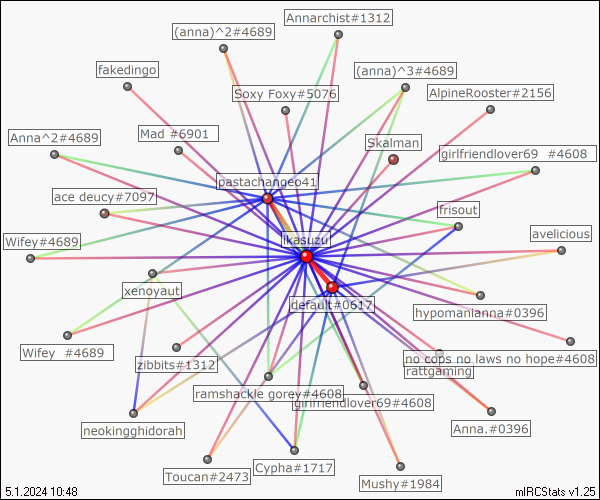 (anna)^2#4689
Annarchist#1312
fakedingo
(anna)^3#4689
Soxy Foxy#5076
AlpineRooster#2156
Anna^2#4689
Mad #6901
Skalman
girlfriendlover69 #4608
pastachangeo41
ace deucy#7097
frisout
Wifey#4689
ikasuzu
avelicious
xenoyaut
default#0617
hypomanianna#0396
Wifey #4689
zibbits#1312
no cops no laws no hope#4608
rattgaming
ramshackle gorey#4608
girlfriendlover69#4608
neokingghidorah
Anna.#0396
Toucan#2473
Cypha#1717
Mushy#1984
5.1.2024 10:48
mIRCStats v1.25